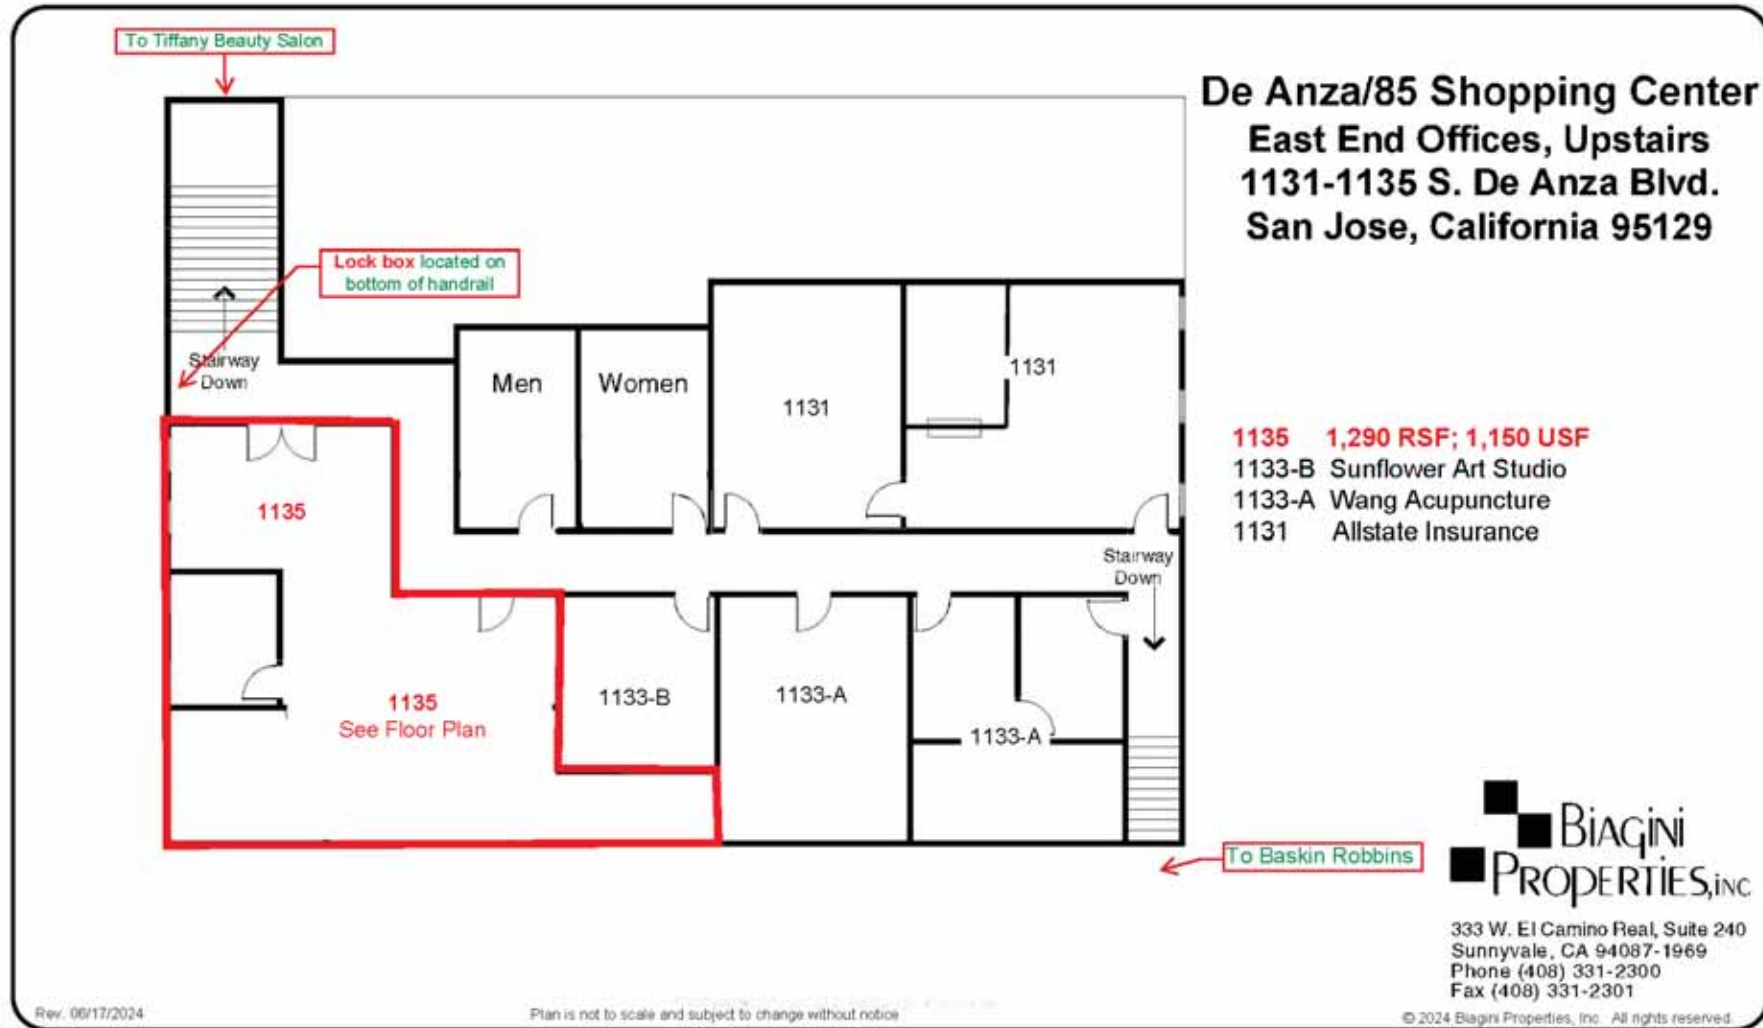 To Tiffany Beauty Salon
De Anza/85 Shopping Center
East End Offices, Upstairs
1131-1135 S. De Anza Blvd.
San Jose, California 95129
Lock box located on
bottom of handrail
Stairway
Down
Men
Women
1131
1131
1135 1,290 RSF; 1,150 USF
1133-B Sunflower Art Studio
1133-A Wang Acupuncture
1131 Allstate Insurance
1135
Stairway
Down
1135
See Floor Plan
1133-B
1133-A
1133-A
To Baskin Robbins
BiAGiNi
PROPERTiES,iNC
333 W. El Camino Real, Suite 240
Sunnyvale, CA 94087-1969
Phone (408) 331-2300
Fax (408) 331-2301
Rev. 06/17/2024
Plan is not to scale and subject to change without notice
© 2024 Biagini Properties, Inc. All rights reserved.